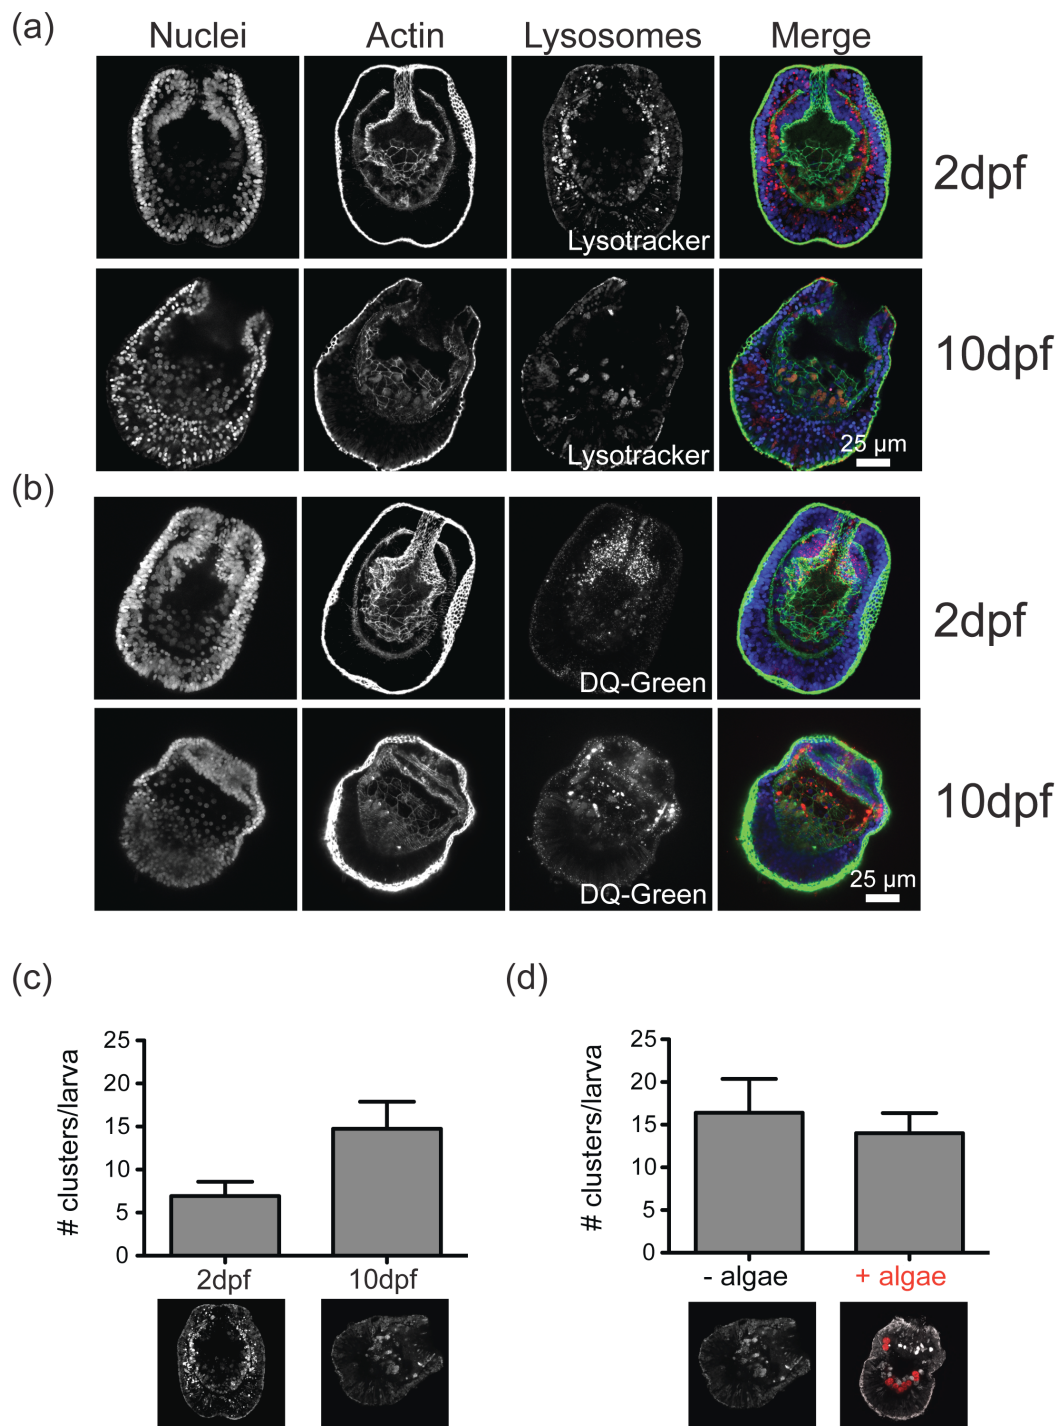 (a)
Nuclei Actin Lysosomes Merge
2dpf
Lysotracker
10dpf
Lysotracker
25 µm
(b)
2dpf
DQ-Green
10dpf
DQ-Green
25 µm
(c)
# clusters/larva
25
20
15
10
5
0
2dpf 10dpf
(d)
# clusters/larva
25
20
15
10
5
0
- algae + algae